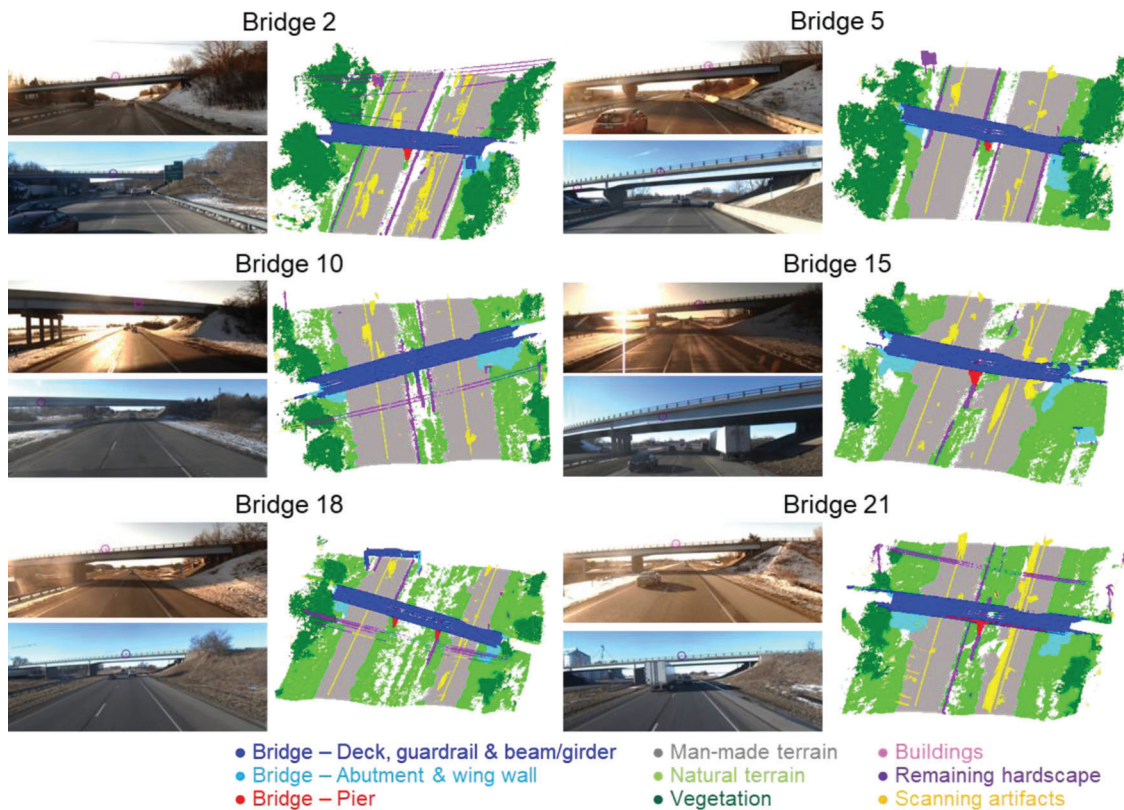 Bridge 2
Bridge 5
Bridge 10
Bridge 15
Bridge 18
Bridge 21
Bridge – Deck, guardrail & beam/girder
Man-made terrain
Buildings
Bridge – Abutment & wing wall
Natural terrain
Remaining hardscape
Bridge – Pier
Vegetation
Scanning artifacts